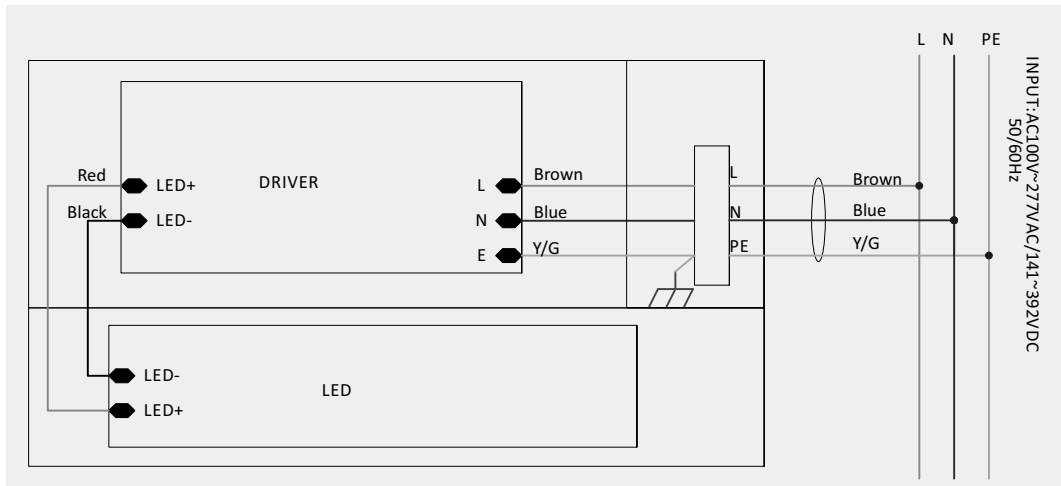 L N PE
INPUT:AC100V~277VAC/141~392VDC
50/60Hz
Red
LED+
DRIVER
L
Brown
L
Brown
Black
LED-
N
Blue
N
Blue
E
Y/G
PE
Y/G
LED-
LED
LED+